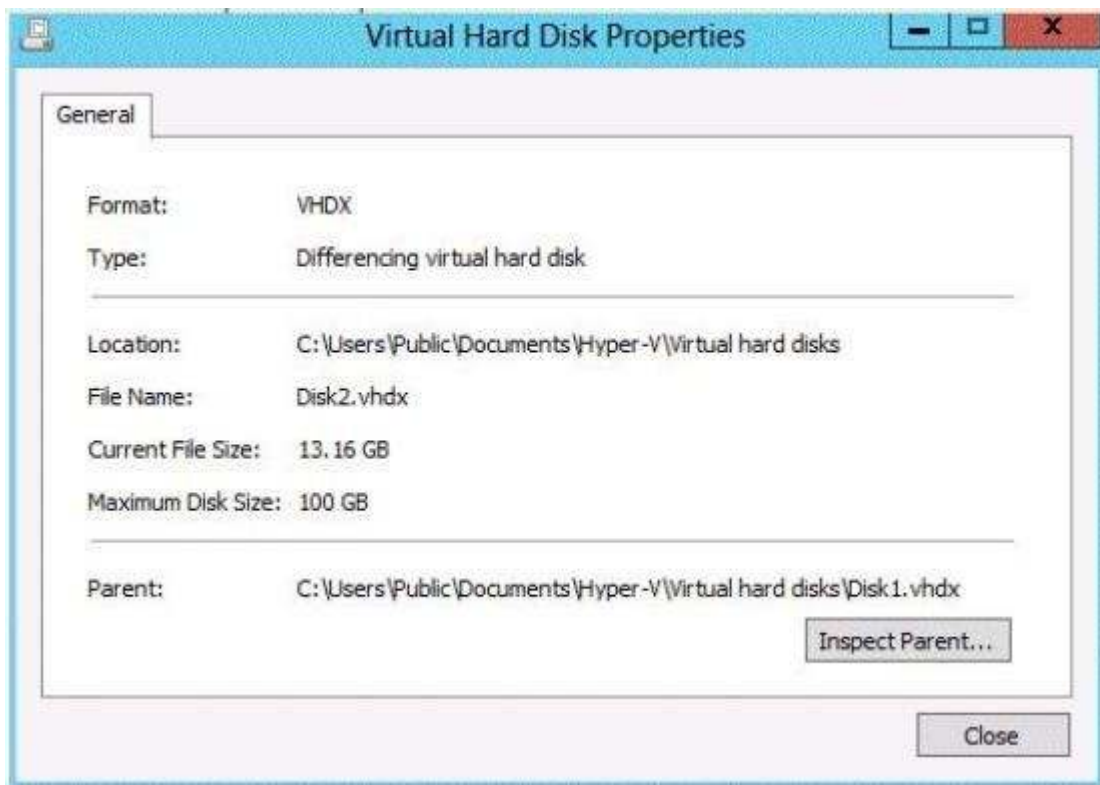 Virtual Hard Disk Properties
General
Format: VHDX
Type: Differencing virtual hard disk
Location: C:\Users\Public\Documents\Hyper-V\Virtual hard disks
File Name: Disk2.vhdx
Current File Size: 13.16 GB
Maximum Disk Size: 100 GB
Parent: C:\Users\Public\Documents\Hyper-V\Virtual hard disks\Disk1.vhdx
Inspect Parent...
Close